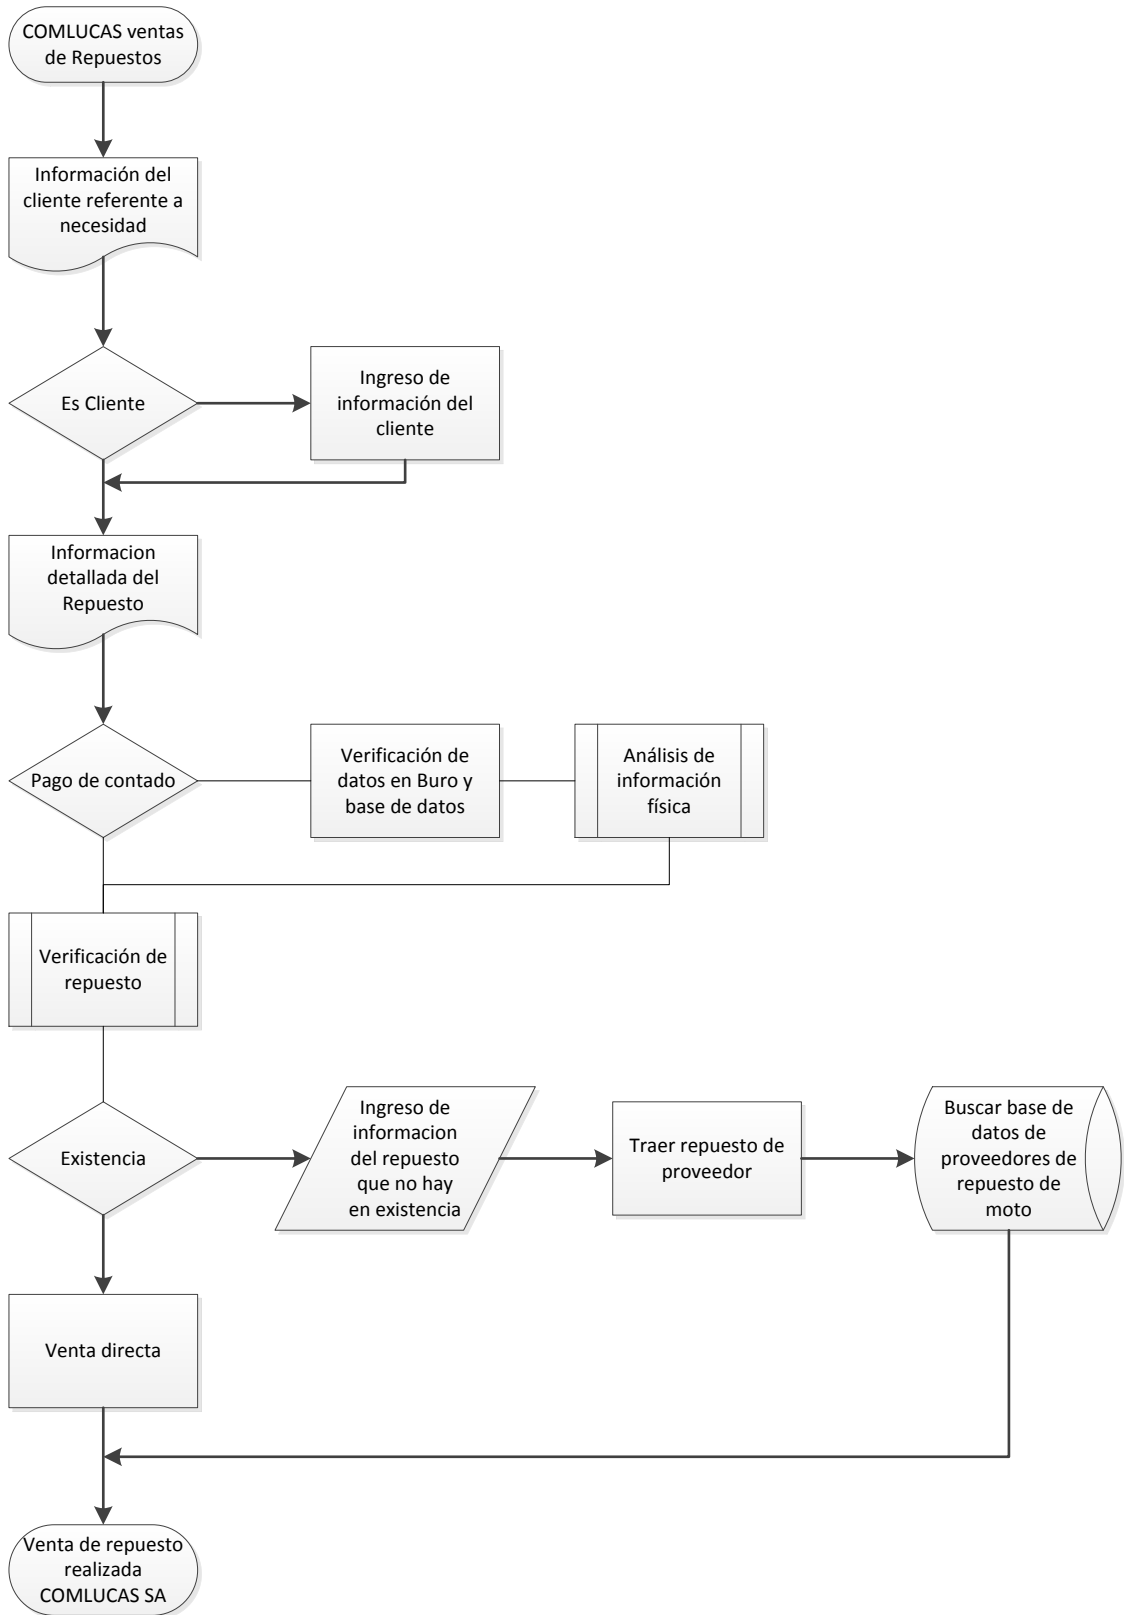 COMLUCAS ventas
de Repuestos
Información del
cliente referente a
necesidad
Es Cliente
Ingreso de
información del
cliente
Informacion
detallada del
Repuesto
Pago de contado
Verificación de
datos en Buro y
base de datos
Análisis de
información
física
Verificación de
repuesto
Existencia
Ingreso de
informacion
del repuesto
que no hay
en existencia
Traer repuesto de
proveedor
Buscar base de
datos de
proveedores de
repuesto de
moto
Venta directa
Venta de repuesto
realizada
COMLUCAS SA